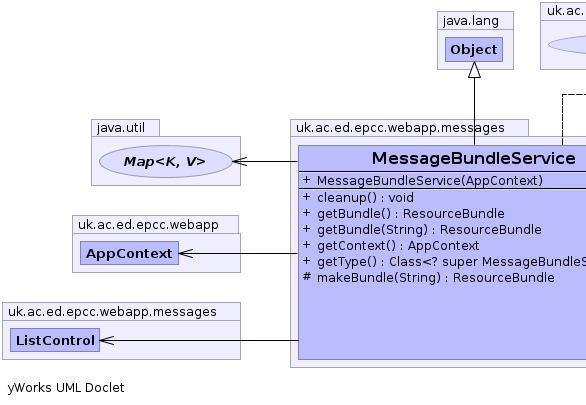 java.lang
uk.ac.
Object
java.util
Map<K, V>
uk.ac.ed.epcc.webapp.messages
MessageBundleService
+ MessageBundleService(AppContext)
+ cleanup() : void
+ getBundle() : ResourceBundle
+ getBundle(String) : ResourceBundle
+ getContext() : AppContext
+ getType() : Class<? super MessageBundleS
# makeBundle(String) : ResourceBundle
uk.ac.ed.epcc.webapp
AppContext
uk.ac.ed.epcc.webapp.messages
ListControl
yWorks UML Doclet